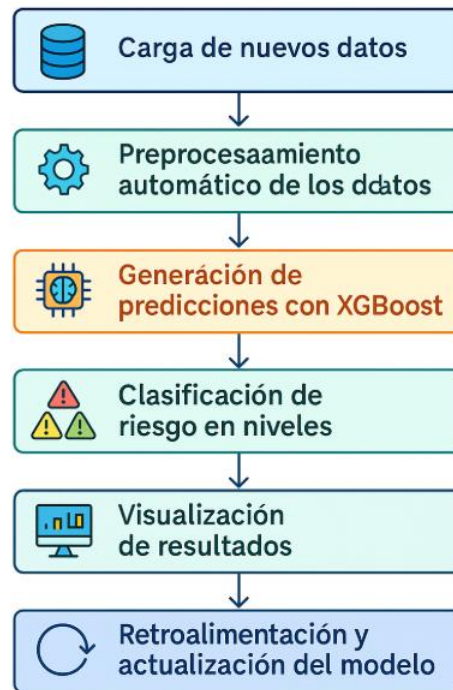 Carga de nuevos datos
Preprocesaamiento
automático de los ddatos
Generáción de
predicciones con XGBoost
Clasificación de
riesgo en niveles
Visualización
de resultados
Retroalimentación y
actualización del modelo